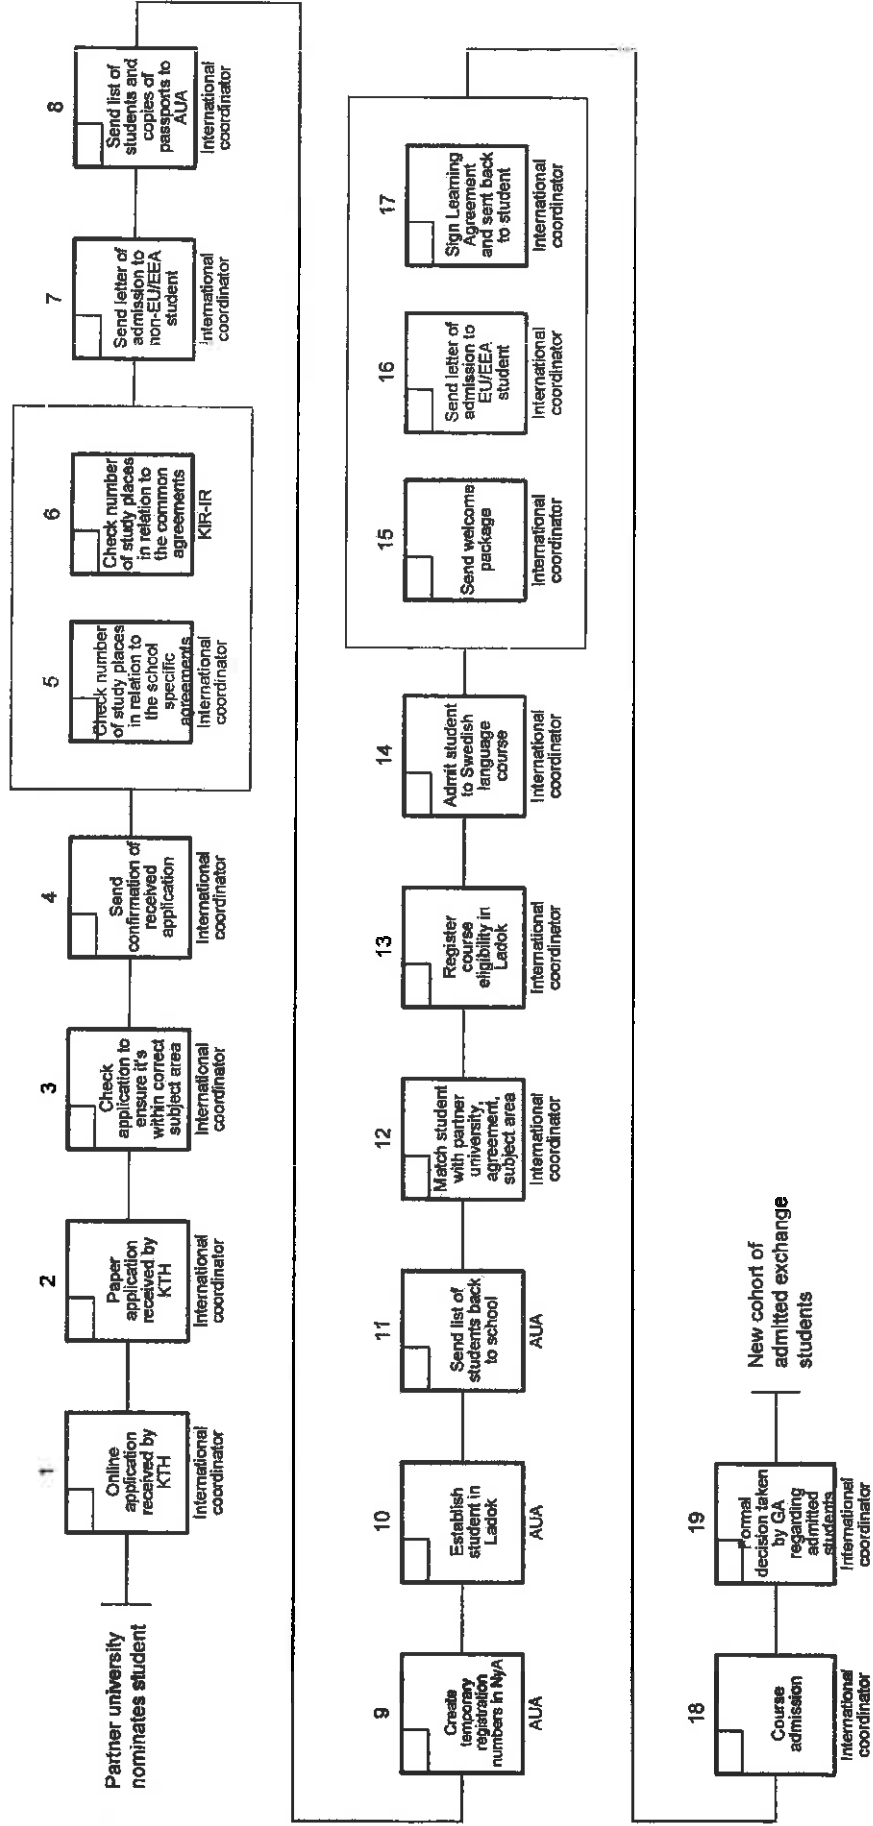 Partner university
nominates student
1
Online
application
received by
KTH
International
coordinator
2
Paper
application
received by
KTH
International
coordinator
3
Check
application to
ensure it's
within correct
subject area
International
coordinator
4
Send
confirmation of
received
application
International
coordinator
5
Check number
of study places
in relation to
the school
specific
agreements
International
coordinator
6
Check number
of study places
in relation to
the common
agreements
KIR-IR
7
Send letter of
admission to
non-EU/EEA
student
International
coordinator
8
Send list of
students and
copies of
passports to
AUA
International
coordinator
9
Create
temporary
registration
numbers in NyA
AUA
10
Establish
student in
Ladok
AUA
11
Send list of
students back
to school
AUA
12
Match student
with partner
university,
agreement,
subject area
International
coordinator
13
Register
course
eligibility in
Ladok
International
coordinator
14
Admit student
to Swedish
language
course
International
coordinator
15
Send welcome
package
International
coordinator
16
Send letter of
admission to
EU/EEA
student
International
coordinator
17
Sign Learning
Agreement
and sent back
to student
International
coordinator
18
Course
admission
International
coordinator
19
Formal
decision taken
by GA
regarding
admitted
students
International
coordinator
New cohort of
admitted exchange
students